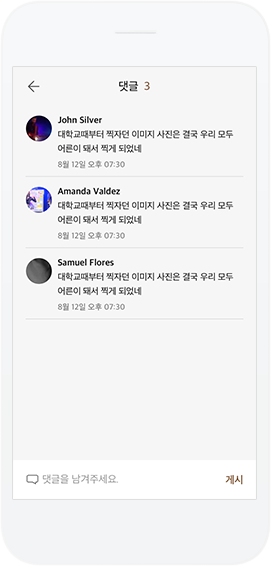 댓글 3
John Silver
대학교때부터 찍자던 이미지 사진은 결국 우리 모두
어른이 돼서 찍게 되었네
8월 12일 오후 07:30
Amanda Valdez
대학교때부터 찍자던 이미지 사진은 결국 우리 모두
어른이 돼서 찍게 되었네
8월 12일 오후 07:30
Samuel Flores
대학교때부터 찍자던 이미지 사진은 결국 우리 모두
어른이 돼서 찍게 되었네
8월 12일 오후 07:30
댓글을 남겨주세요. 게시